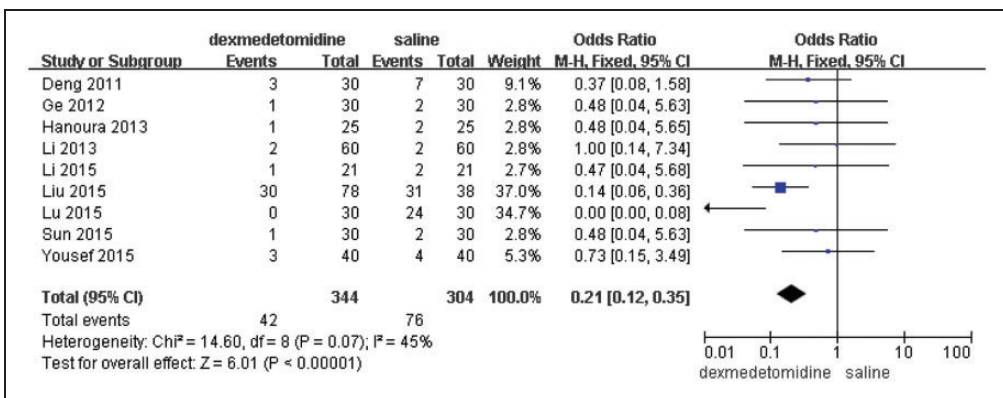 dexmedetomidine saline Odds Ratio Odds Ratio
Study or Subgroup Events Total Events Total Weight M-H, Fixed, 95% CI M-H, Fixed, 95% CI
Deng 2011 3 30 7 30 9.1% 0.37 [0.08, 1.58]
Ge 2012 1 30 2 30 2.8% 0.48 [0.04, 5.63]
Hanoura 2013 1 25 2 25 2.8% 0.48 [0.04, 5.65]
Li 2013 2 60 2 60 2.8% 1.00 [0.14, 7.34]
Li 2015 1 21 2 21 2.7% 0.47 [0.04, 5.68]
Liu 2015 30 78 31 38 37.0% 0.14 [0.06, 0.36]
Lu 2015 0 30 24 30 34.7% 0.00 [0.00, 0.08]
Sun 2015 1 30 2 30 2.8% 0.48 [0.04, 5.63]
Yousef 2015 3 40 4 40 5.3% 0.73 [0.15, 3.49]
Total (95% CI) 344 304 100.0% 0.21 [0.12, 0.35]
Total events 42 76
Heterogeneity: Chi² = 14.60, df = 8 (P = 0.07); I² = 45%
Test for overall effect: Z = 6.01 (P < 0.00001)
0.01 0.1 1 10 100
dexmedetomidine saline